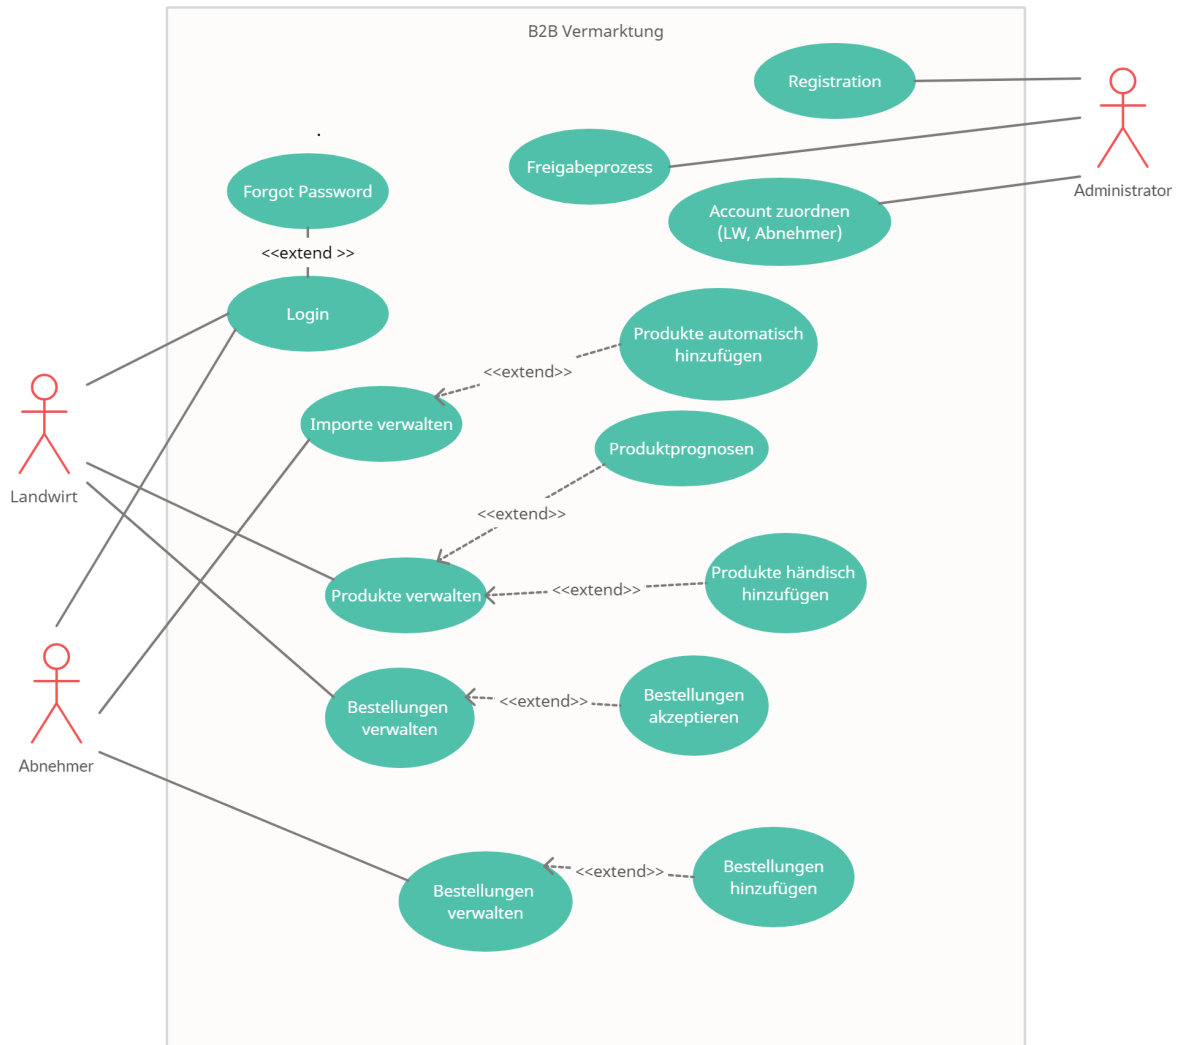 B2B Vermarktung
Registration
Freigabeprozess
Administrator
Forgot Password
Account zuordnen
(LW, Abnehmer)
<<extend >>
Login
Produkte automatisch
hinzufügen
<<extend>>
Importe verwalten
Produktprognosen
Landwirt
<<extend>>
Produkte verwalten
<<extend>>
Produkte händisch
hinzufügen
Bestellungen
verwalten
<<extend>>
Bestellungen
akzeptieren
Abnehmer
Bestellungen
verwalten
<<extend>>
Bestellungen
hinzufügen